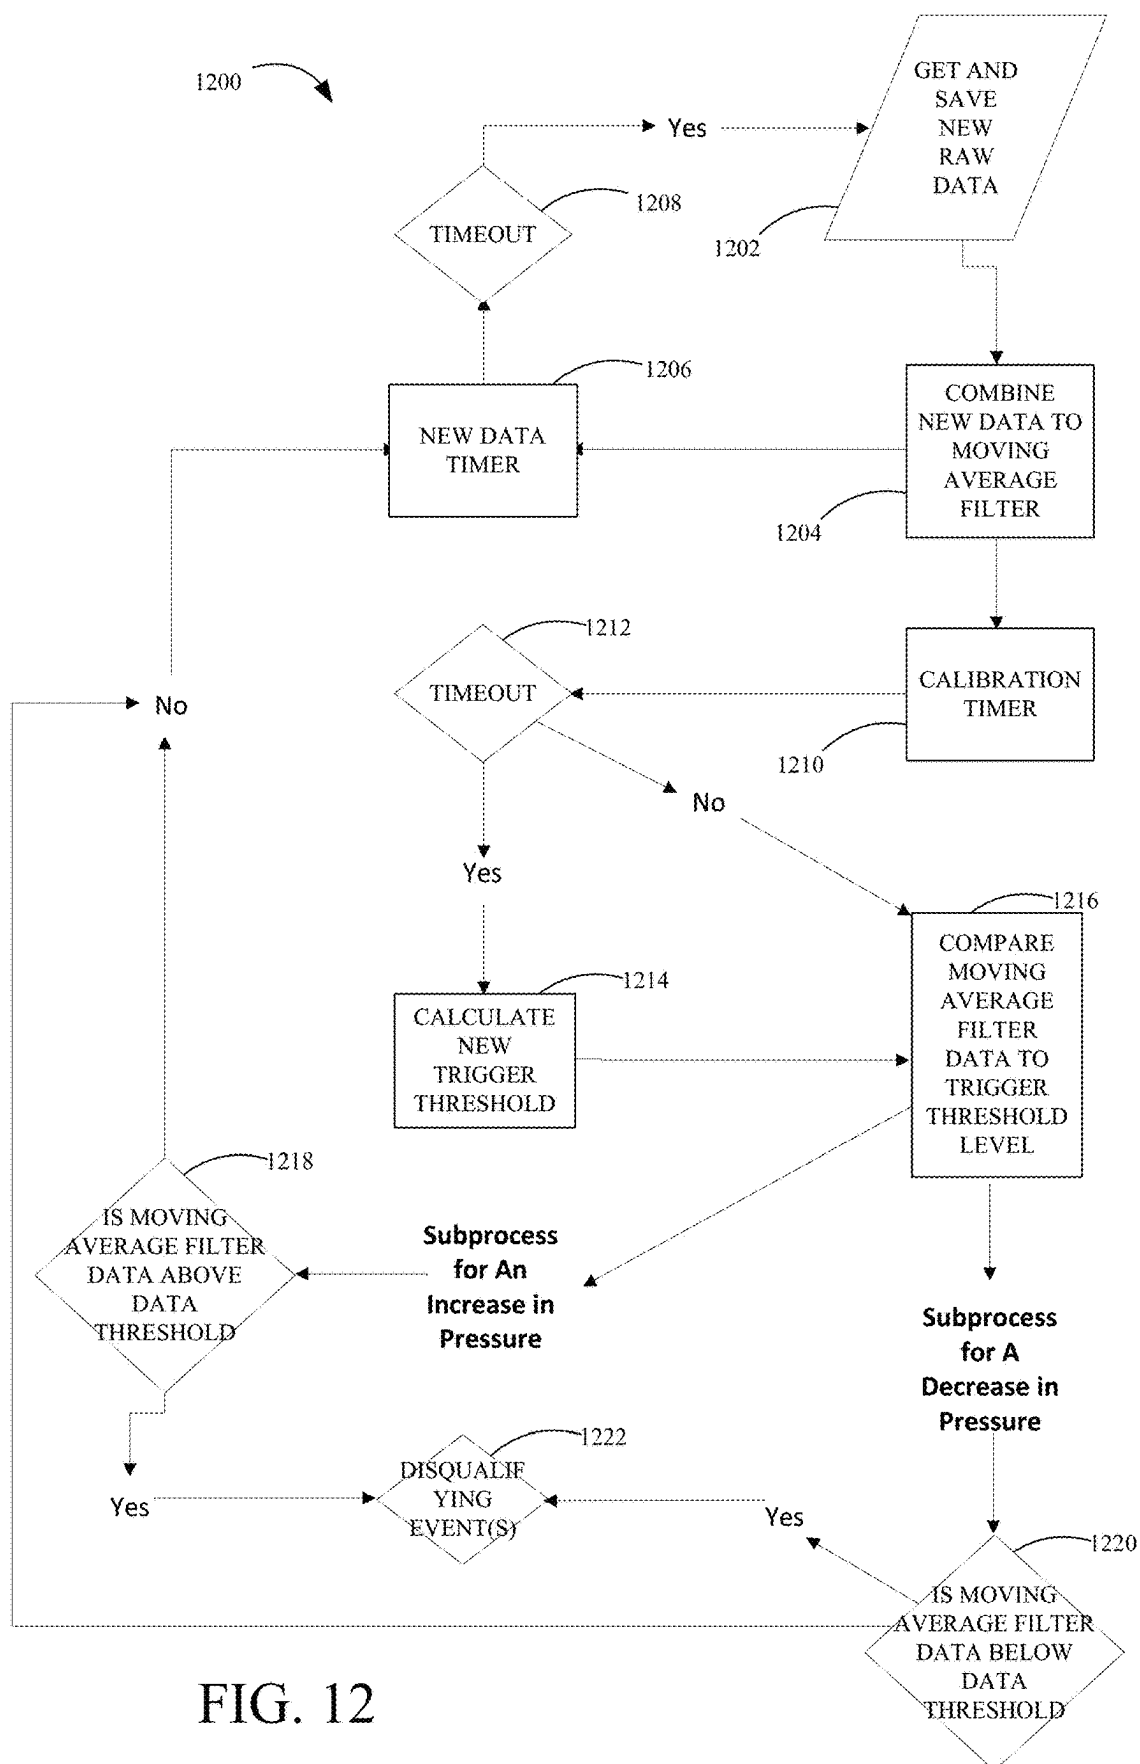 1200
GET AND
SAVE
NEW
RAW
DATA
Yes
1208
TIMEOUT
1202
1206
NEW DATA
TIMER
COMBINE
NEW DATA TO
MOVING
AVERAGE
FILTER
1204
1212
TIMEOUT
CALIBRATION
TIMER
1210
No
No
Yes
1216
COMPARE
MOVING
AVERAGE
FILTER
DATA TO
TRIGGER
THRESHOLD
LEVEL
1214
CALCULATE
NEW
TRIGGER
THRESHOLD
1218
IS MOVING
AVERAGE FILTER
DATA ABOVE
DATA
THRESHOLD
Subprocess
for An
Increase in
Pressure
Subprocess
for A
Decrease in
Pressure
Yes
1222
DISQUALIF
YING
EVENT(S)
Yes
1220
IS MOVING
AVERAGE FILTER
DATA BELOW
DATA
THRESHOLD
FIG. 12